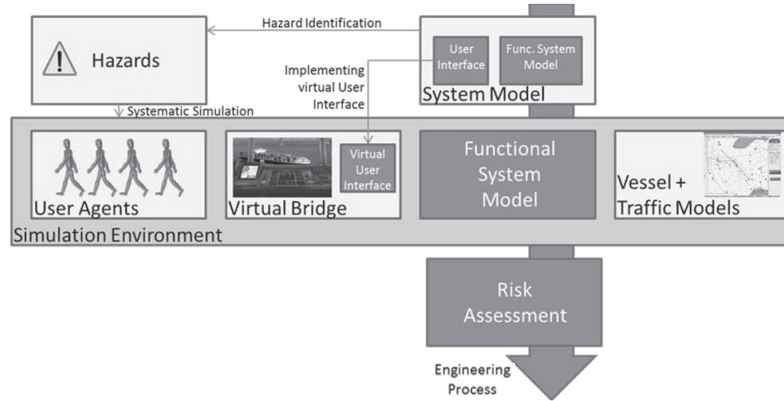 Hazard Identification
Hazards
User
Interface
Func. System
Model
System Model
Implementing
virtual User
Interface
Systematic Simulation
User Agents
Virtual
User
Interface
Virtual Bridge
Functional
System
Model
Vessel +
Traffic Models
Simulation Environment
Risk
Assessment
Engineering
Process